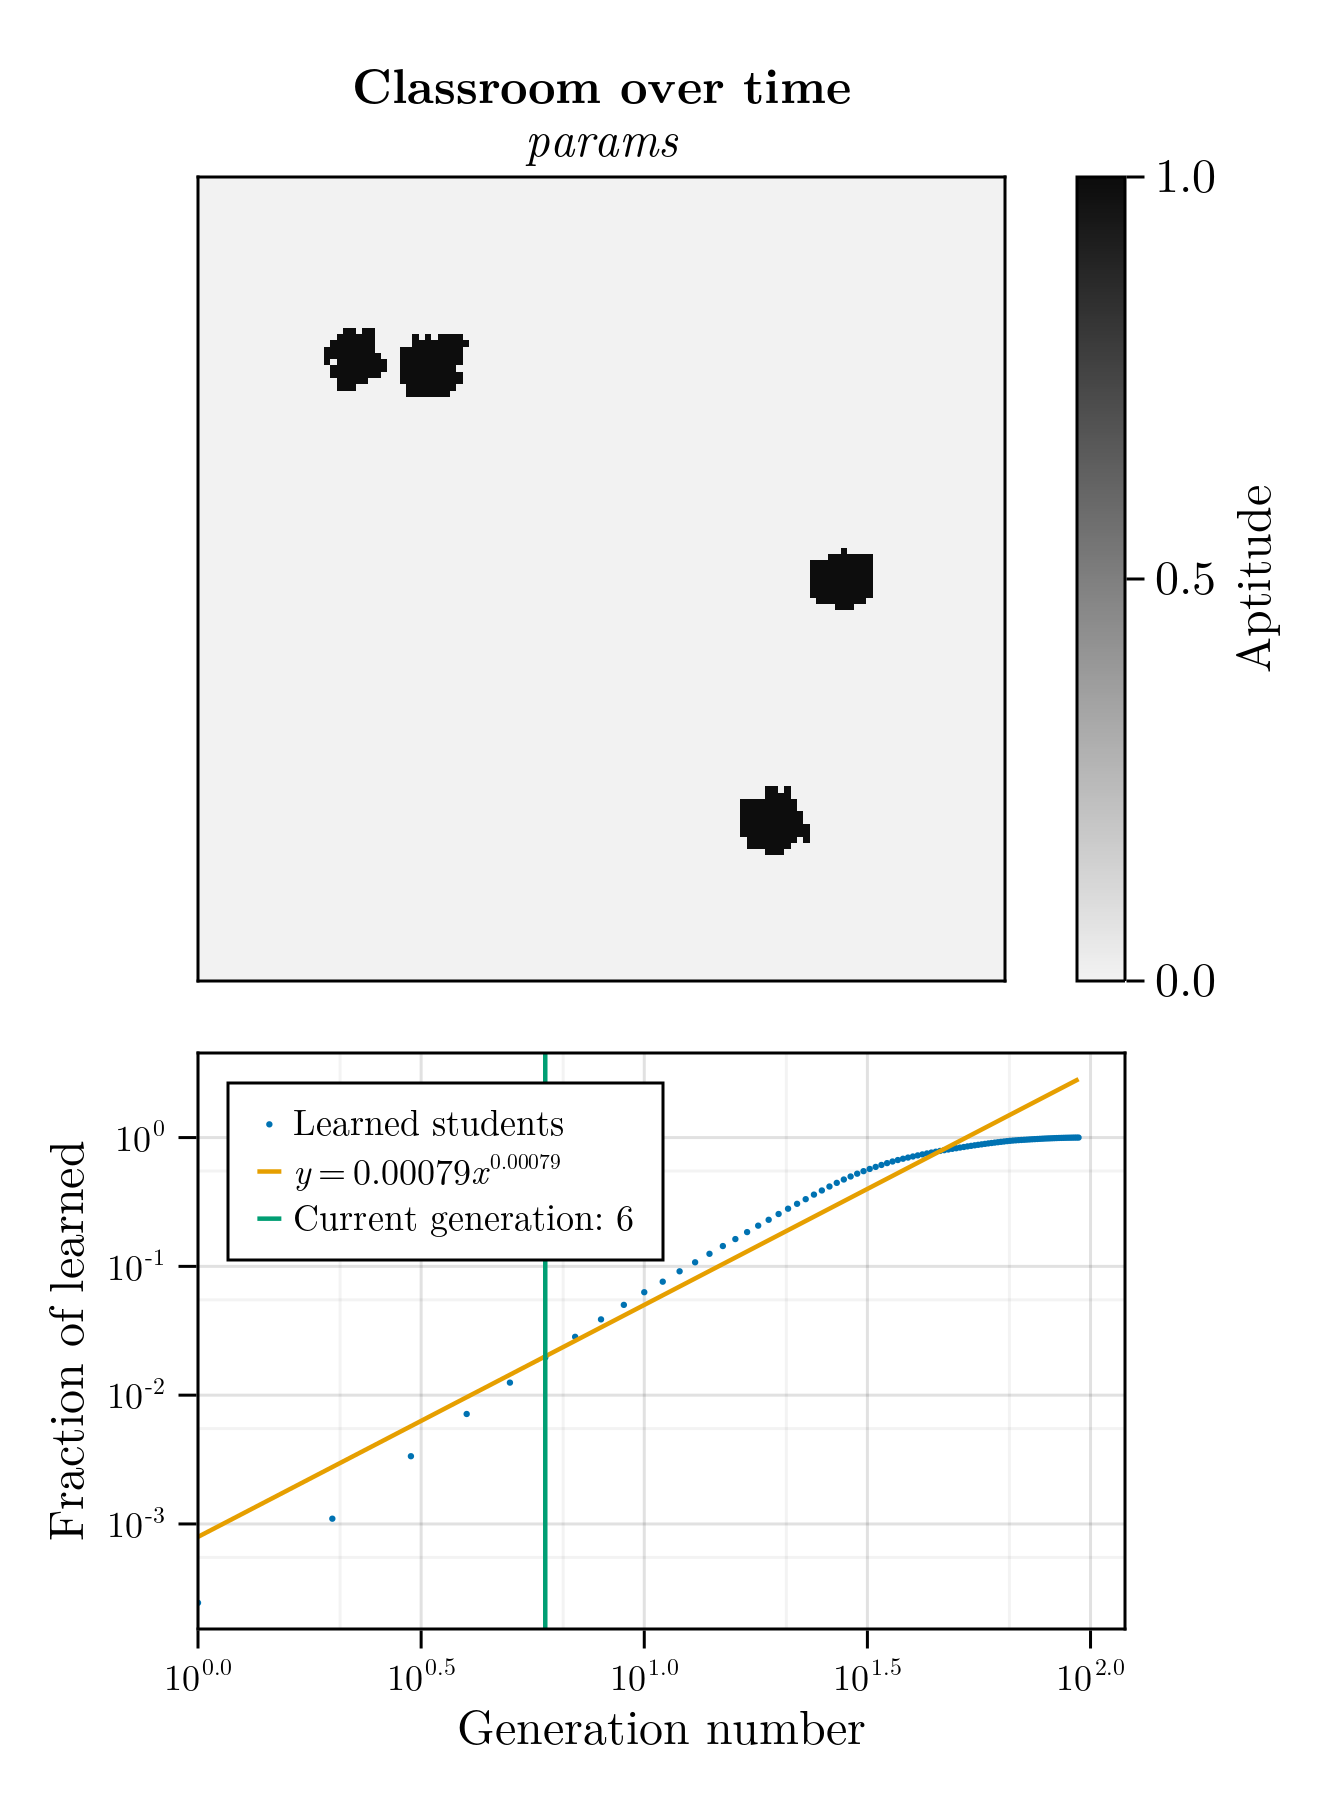 Classroom over time
params
1.0
0.5
0.0
Aptitude
Learned students
y = 0.00079x^0.00079
Current generation: 6
10^0
10^-1
10^-2
10^-3
Fraction of learned
10^0.0 10^0.5 10^1.0 10^1.5 10^2.0
Generation number